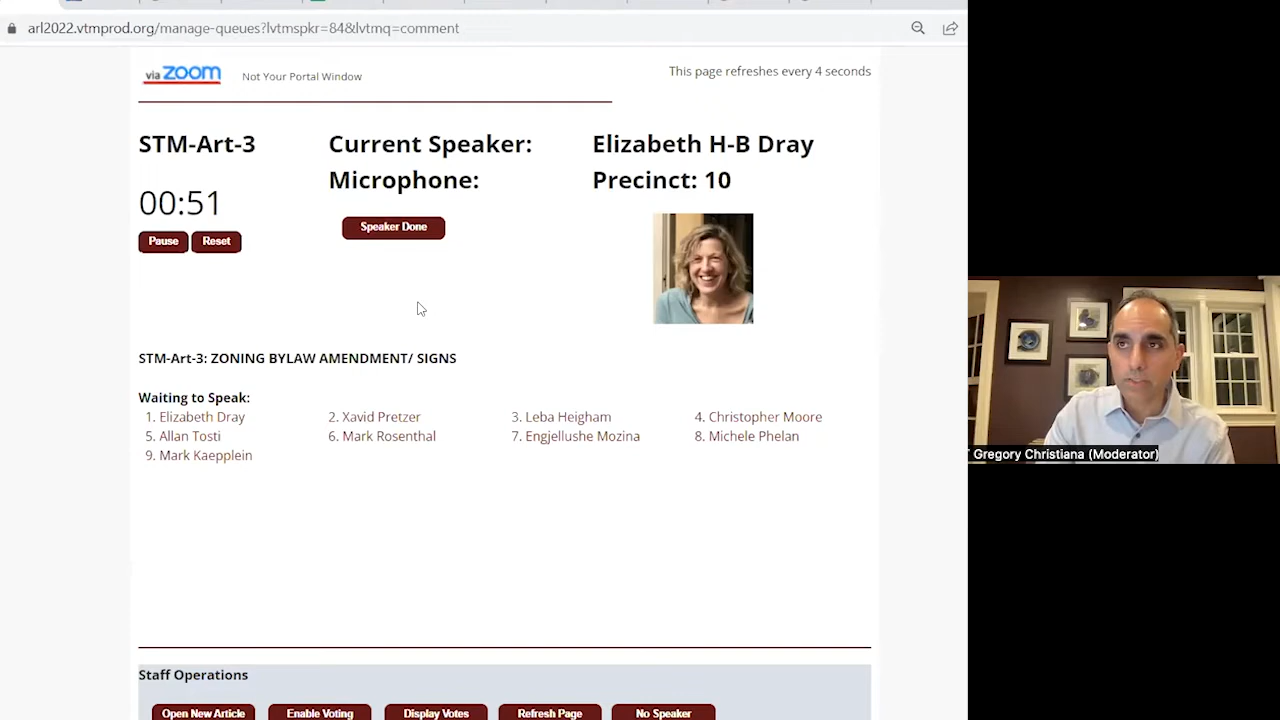 arl2022.vtmprod.org/manage-queues?lvtmspkr=84&lvtmq=comment
via zoom Not Your Portal Window This page refreshes every 4 seconds
STM-Art-3 Current Speaker: Elizabeth H-B Dray
Microphone: Precinct: 10
00:51
Speaker Done
Pause Reset
STM-Art-3: ZONING BYLAW AMENDMENT/ SIGNS
Waiting to Speak:
1. Elizabeth Dray 2. Xavid Pretzer 3. Leba Heigham 4. Christopher Moore
5. Allan Tosti 6. Mark Rosenthal 7. Engjellushe Mozina 8. Michele Phelan
9. Mark Kaepplein
Gregory Christiana (Moderator)
Staff Operations
Open New Article Enable Voting Display Votes Refresh Page No Speaker